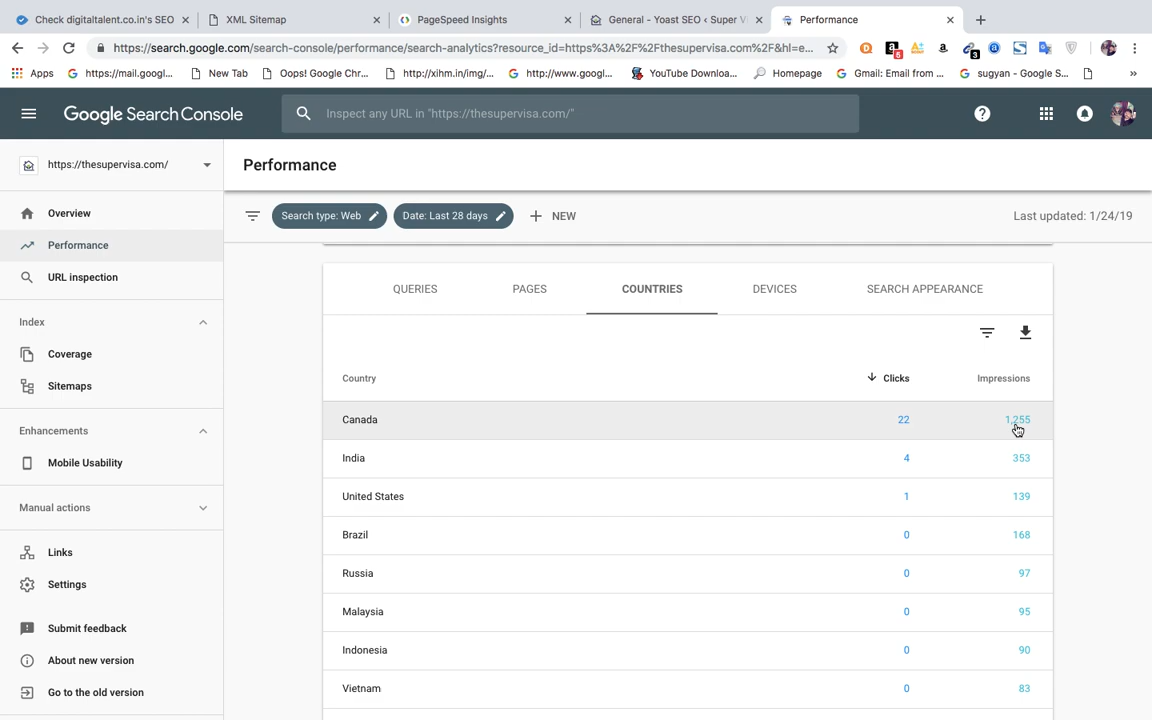 Check digitaltalent.co.in's SEO
XML Sitemap
PageSpeed Insights
General - Yoast SEO ‹ Super Vi
Performance
https://search.google.com/search-console/performance/search-analytics?resource_id=https%3A%2F%2Fthesupervisa.com%2F&hl=e...
5
3
Apps
https://mail.googl...
New Tab
Oops! Google Chr...
http://xihm.in/img/...
http://www.googl...
YouTube Downloa...
Homepage
Gmail: Email from ...
sugyan - Google S...
»
Google Search Console
Inspect any URL in "https://thesupervisa.com/"
https://thesupervisa.com/
Performance
Overview
Search type: Web
Date: Last 28 days
NEW
Last updated: 1/24/19
Performance
URL inspection
QUERIES
PAGES
COUNTRIES
DEVICES
SEARCH APPEARANCE
Index
Coverage
Sitemaps
Country
Clicks
Impressions
Enhancements
Canada 22 1,255
Mobile Usability
India 4 353
Manual actions
United States 1 139
Links
Brazil 0 168
Settings
Russia 0 97
Malaysia 0 95
Submit feedback
Indonesia 0 90
About new version
Vietnam 0 83
Go to the old version